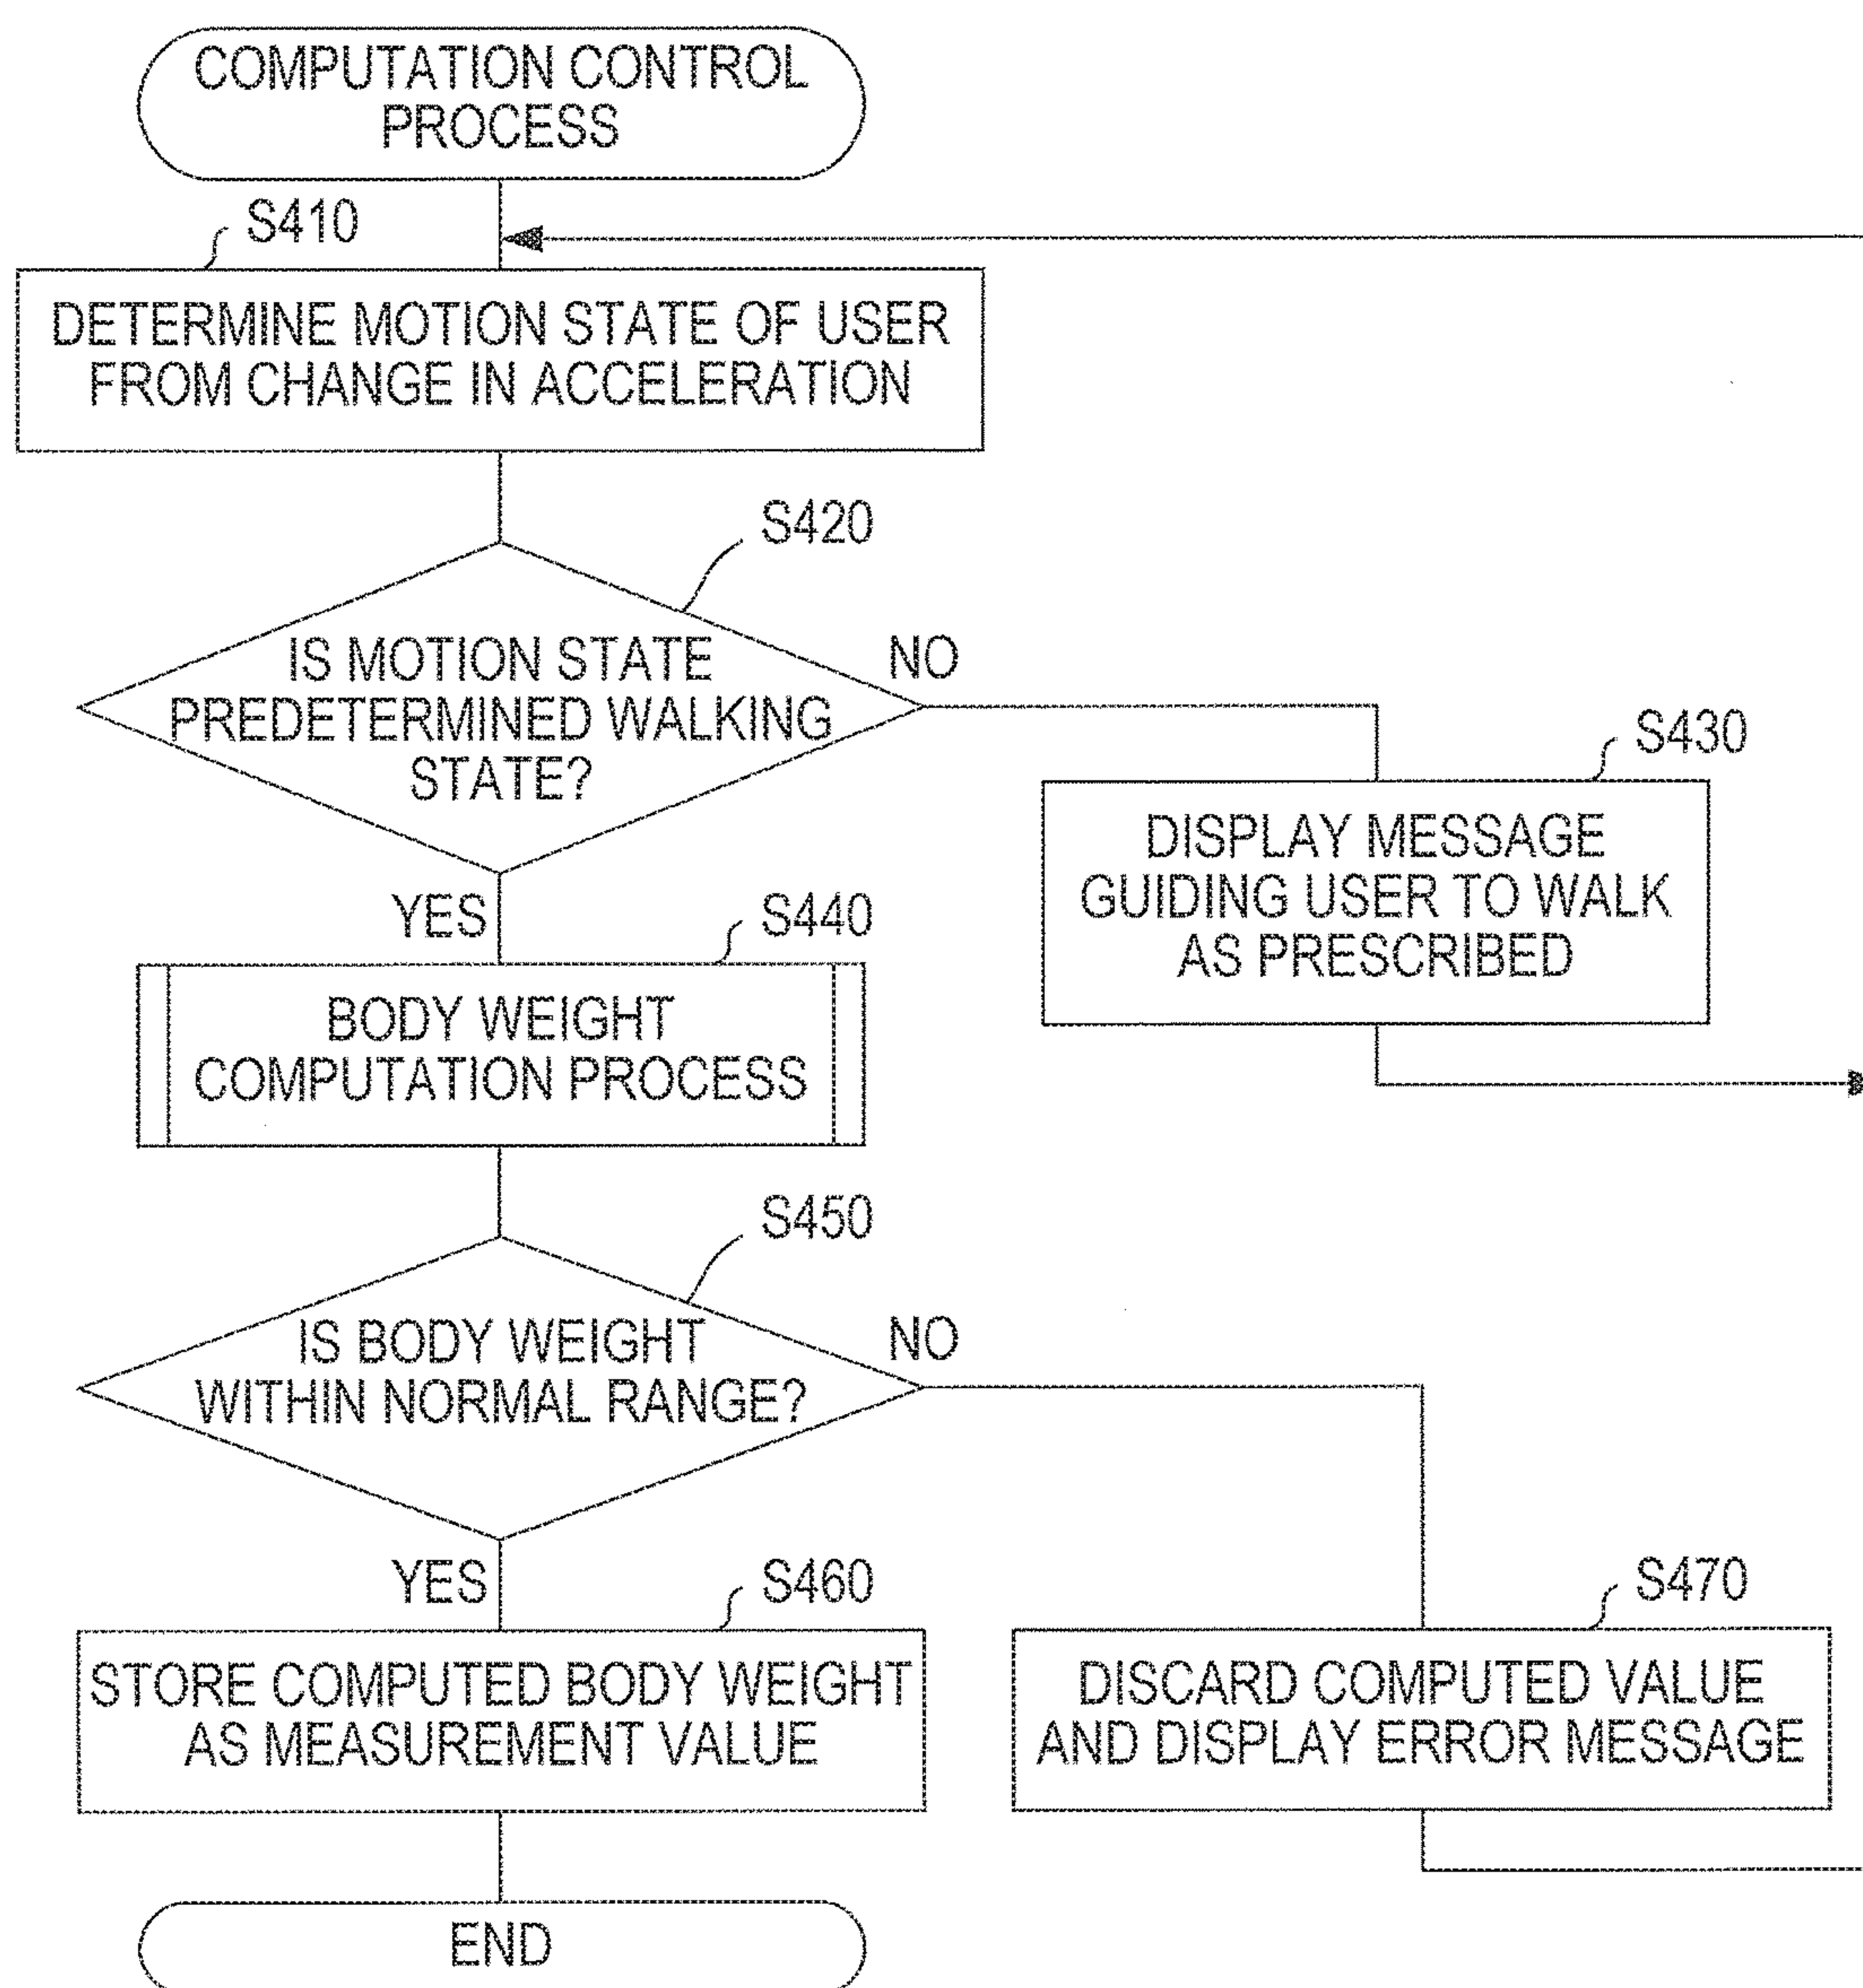 COMPUTATION CONTROL
PROCESS
S410
DETERMINE MOTION STATE OF USER
FROM CHANGE IN ACCELERATION
S420
IS MOTION STATE
PREDETERMINED WALKING
STATE?
NO
S430
DISPLAY MESSAGE
GUIDING USER TO WALK
AS PRESCRIBED
YES
S440
BODY WEIGHT
COMPUTATION PROCESS
S450
IS BODY WEIGHT
WITHIN NORMAL RANGE?
NO
YES
S460
STORE COMPUTED BODY WEIGHT
AS MEASUREMENT VALUE
S470
DISCARD COMPUTED VALUE
AND DISPLAY ERROR MESSAGE
END